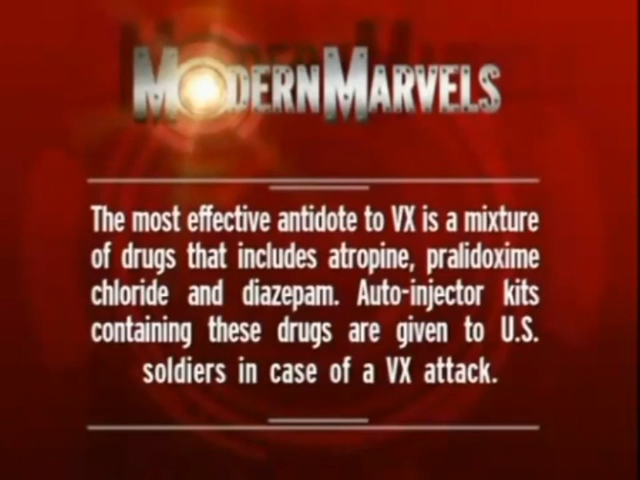 MODERN MARVELS
The most effective antidote to VX is a mixture
of drugs that includes atropine, pralidoxime
chloride and diazepam. Auto-injector kits
containing these drugs are given to U.S.
soldiers in case of a VX attack.